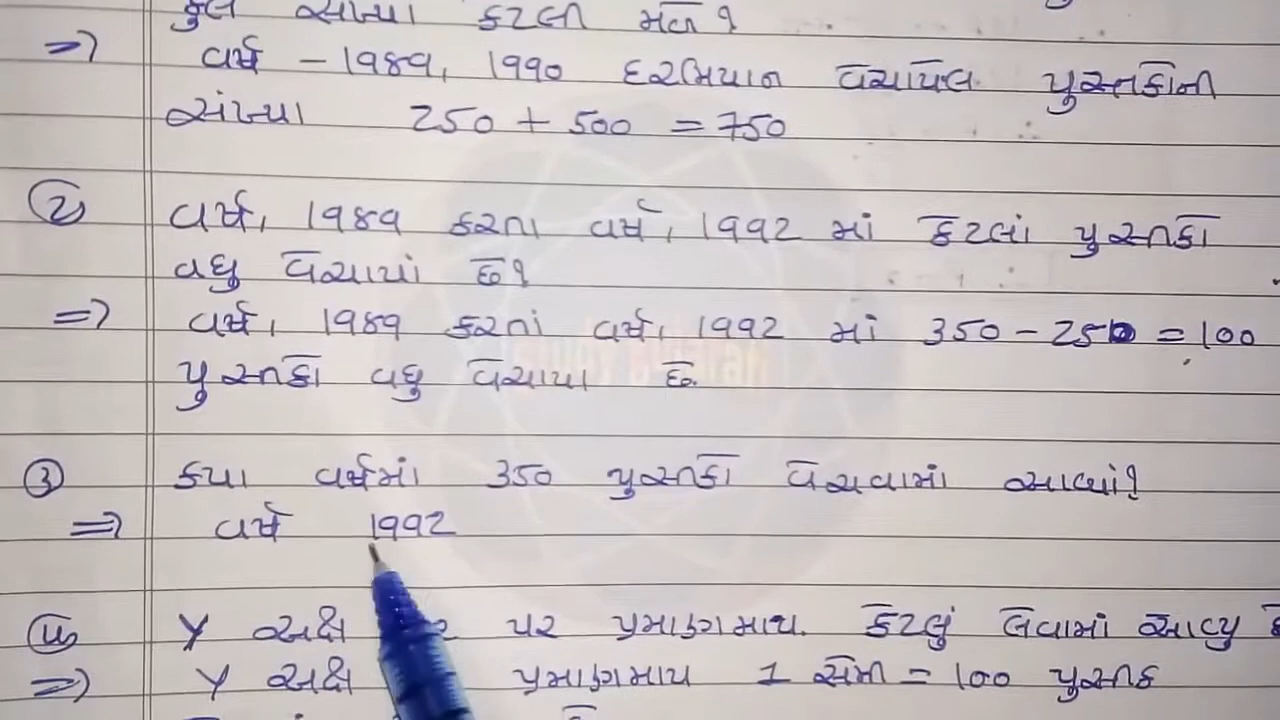 કુલ સંખ્યા કેટલી મળે?
⇒ વર્ષ - 1989, 1990 દરમિયાન વેચાયેલ પુસ્તકોની
સંખ્યા 250 + 500 = 750
② વર્ષ, 1989 કરતા વર્ષ, 1992 માં કેટલાં પુસ્તકો
વધુ વેચાયાં છે?
⇒ વર્ષ, 1989 કરતાં વર્ષ, 1992 માં 350 - 250 = 100
પુસ્તકો વધુ વેચાયા છે.
③ કયા વર્ષમાં 350 પુસ્તકો વેચવામાં આવ્યાં?
⇒ વર્ષ 1992
Y અક્ષ પર પ્રમાણમાપ કેટલું લેવામાં આવ્યુ
⇒ Y અક્ષ પ્રમાણમાપ 1 સેમી = 100 પુસ્તક